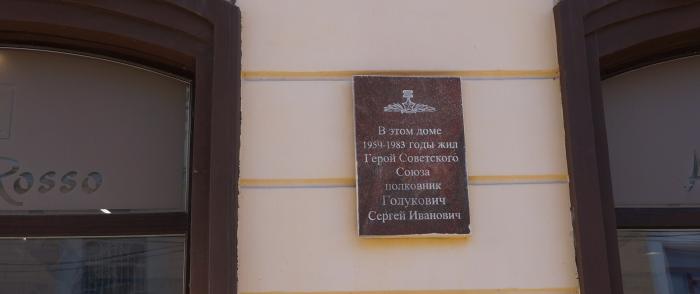 Rosso
В этом доме
1959-1983 годы жил
Герой Советского
Союза
полковник
Голукович
Сергей Иванович